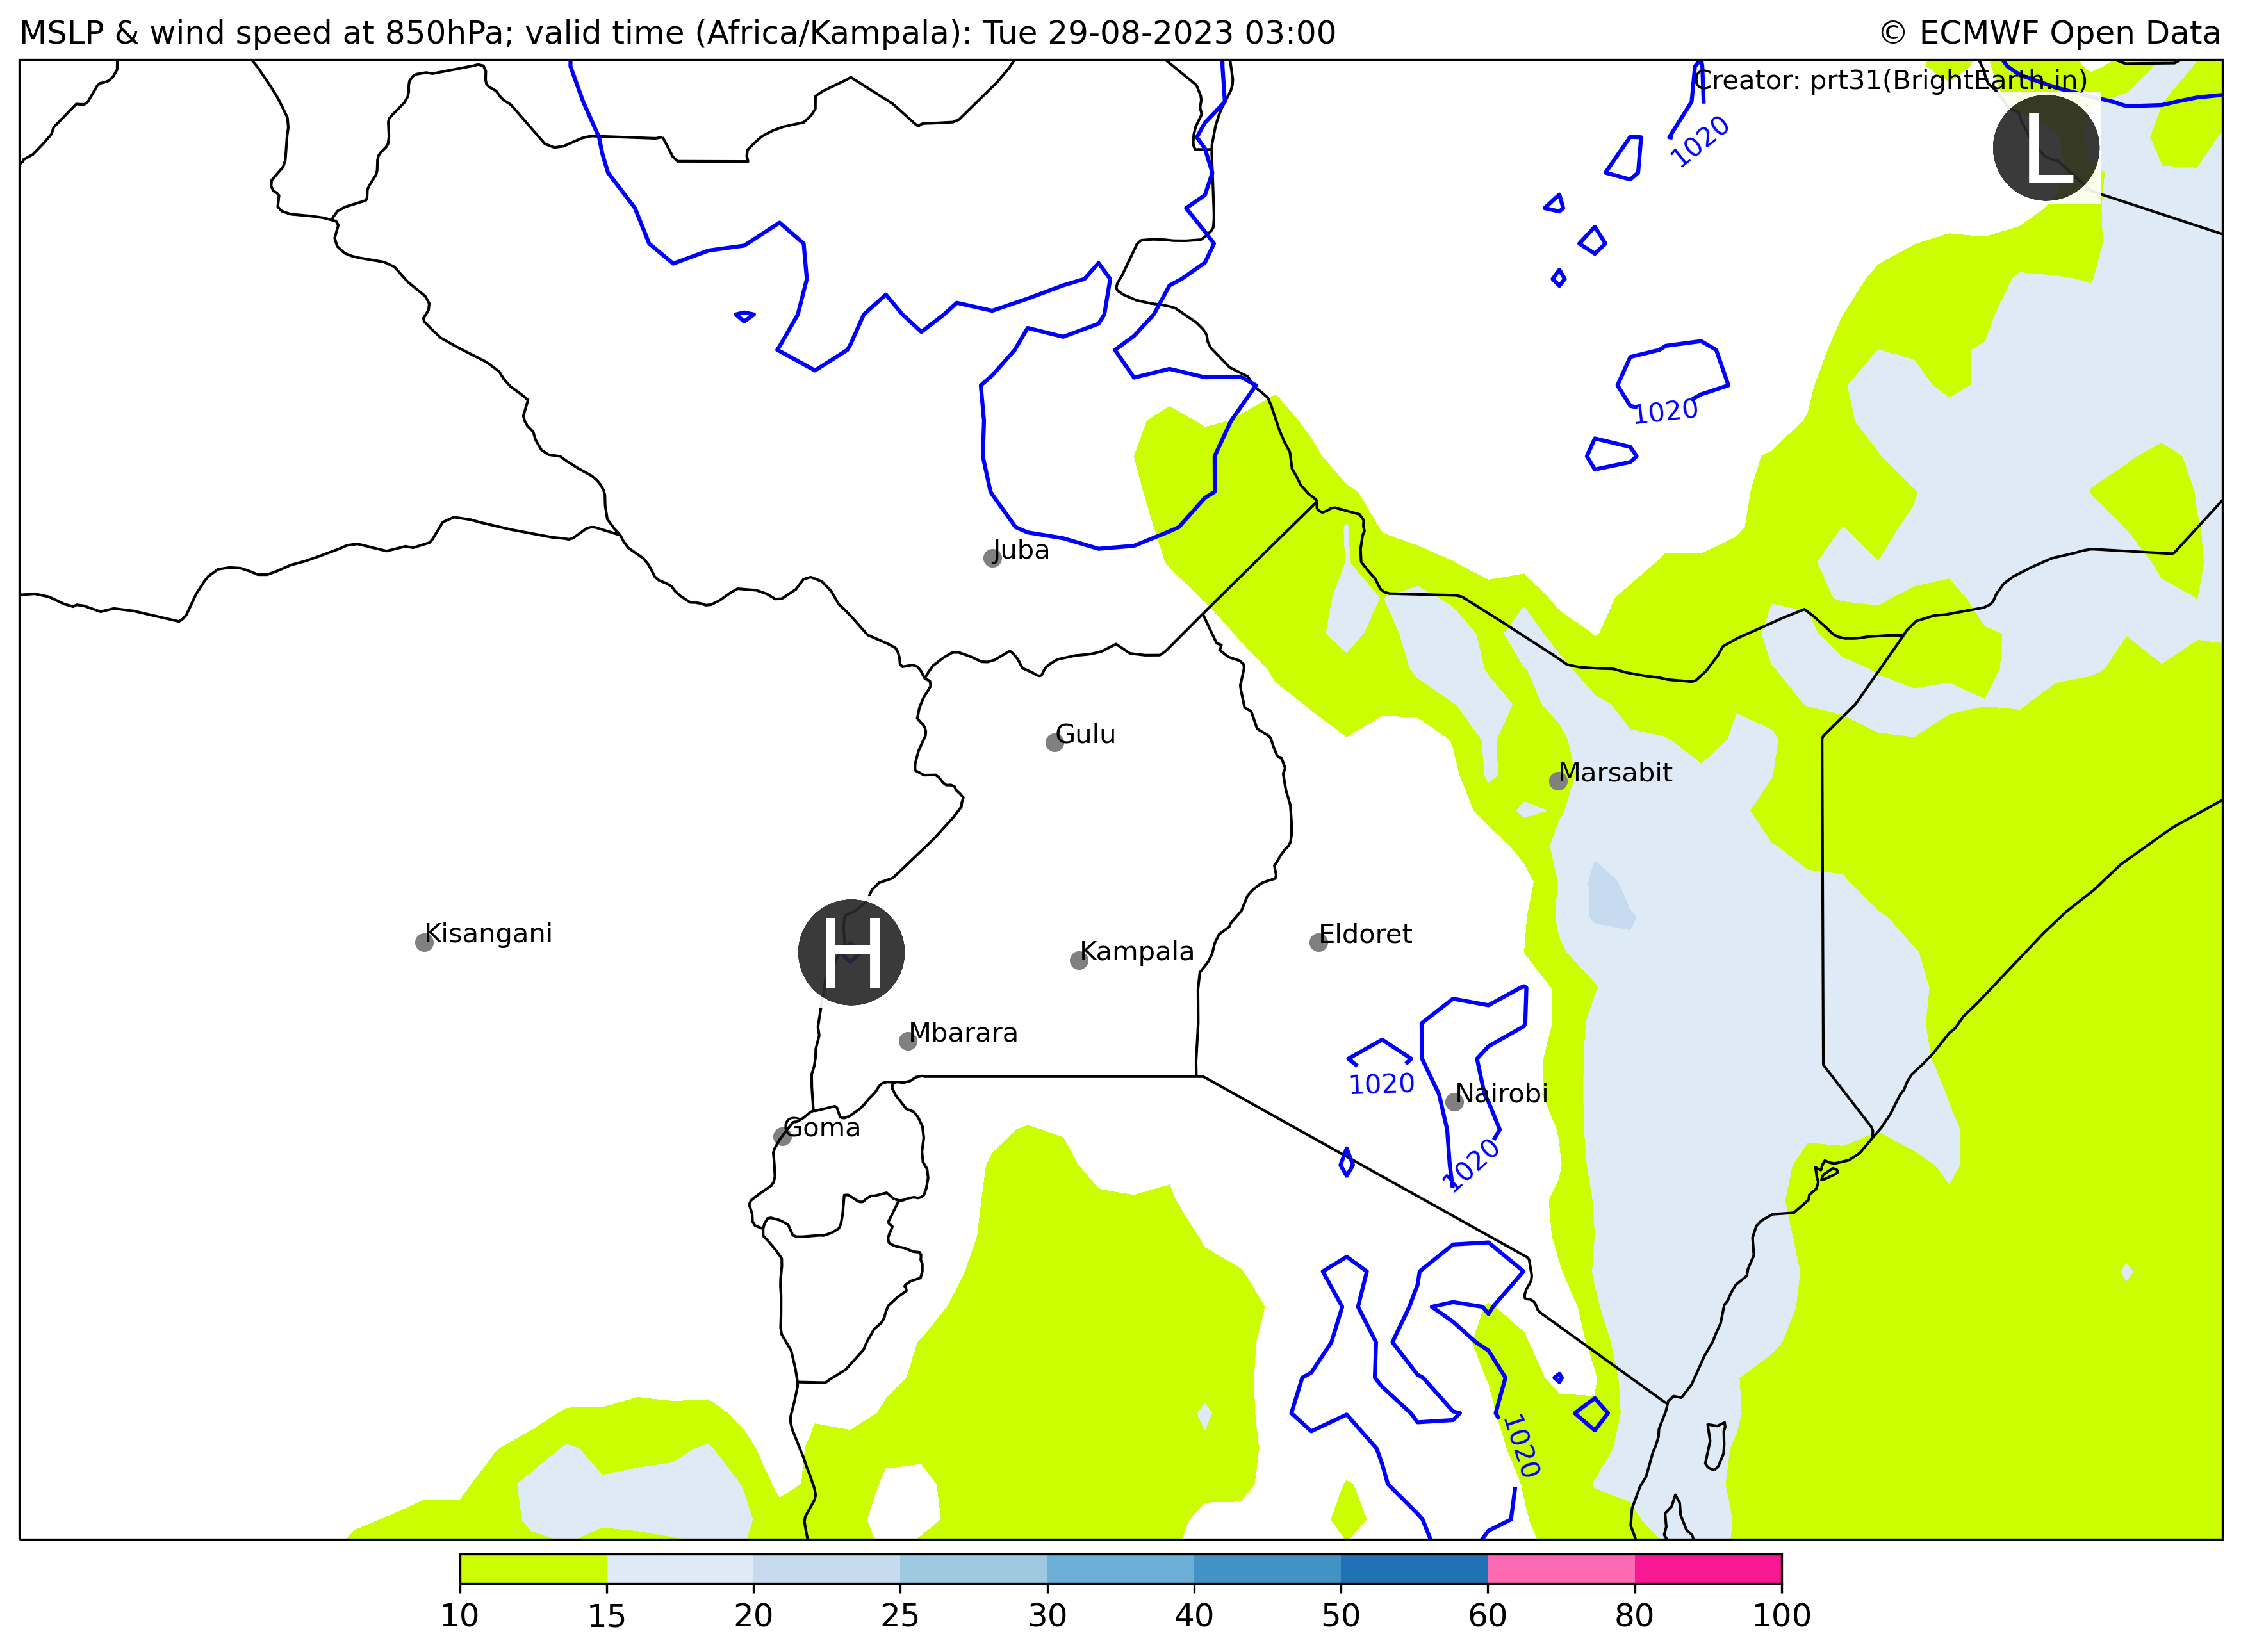 MSLP & wind speed at 850hPa; valid time (Africa/Kampala): Tue 29-08-2023 03:00
© ECMWF Open Data
Creator: prt31(BrightEarth.in)
L
1020
1020
Juba
Gulu
Marsabit
Kisangani
H
Kampala
Eldoret
Mbarara
1020
Nairobi
Goma
1020
1020
10 15 20 25 30 40 50 60 80 100